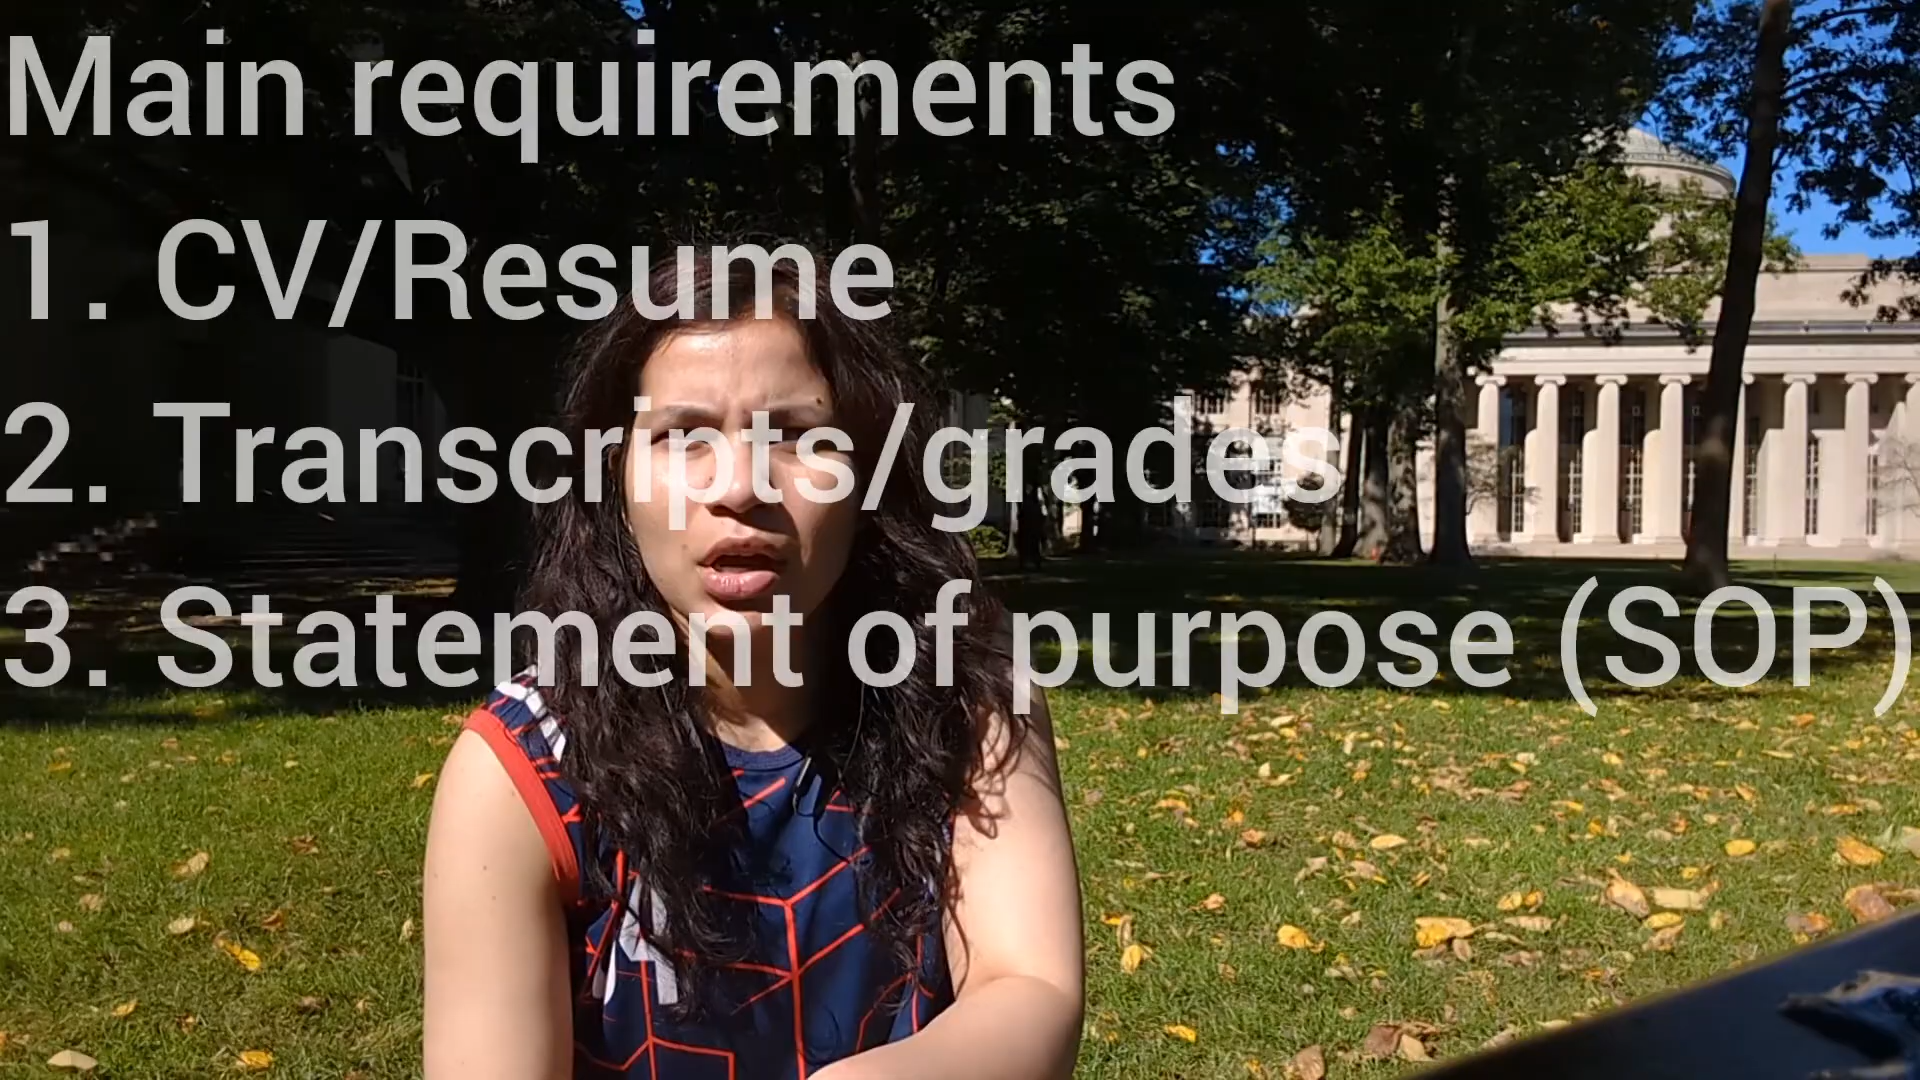 Main requirements
1. CV/Resume
2. Transcripts/grades
3. Statement of purpose (SOP)